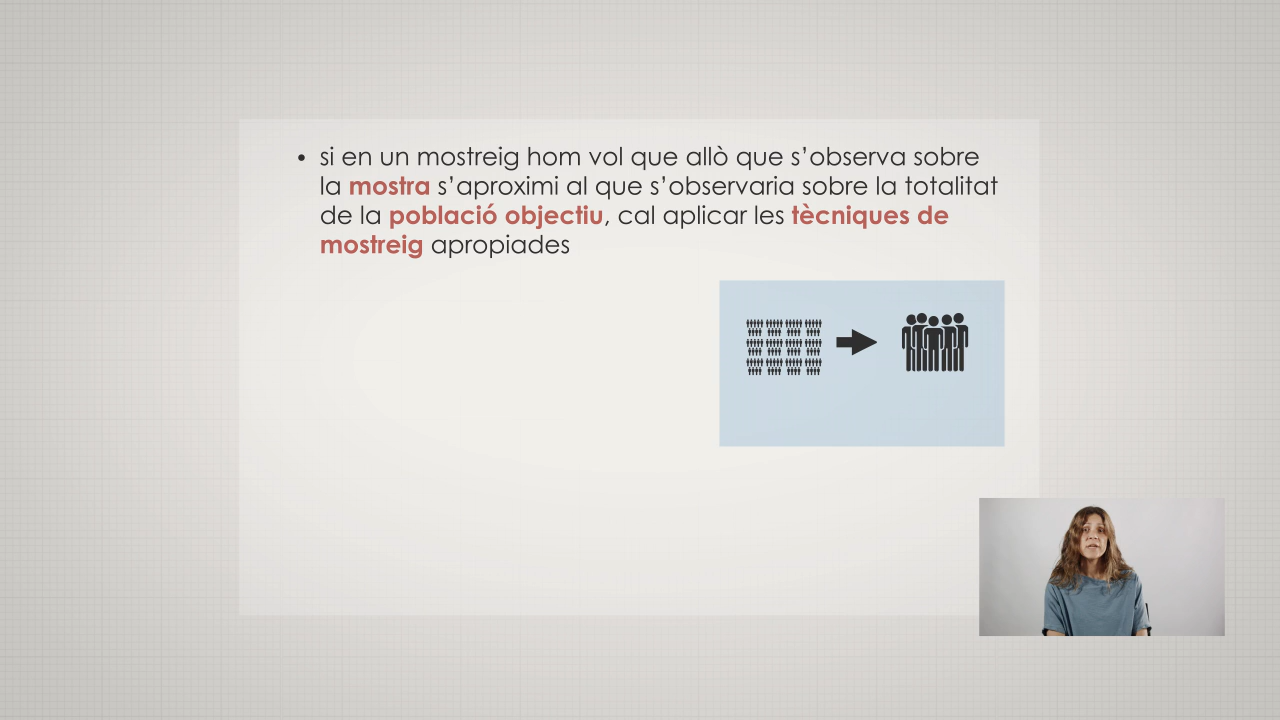 • si en un mostreig hom vol que allò que s’observa sobre
la mostra s’aproximi al que s’observaria sobre la totalitat
de la població objectiu, cal aplicar les tècniques de
mostreig apropiades